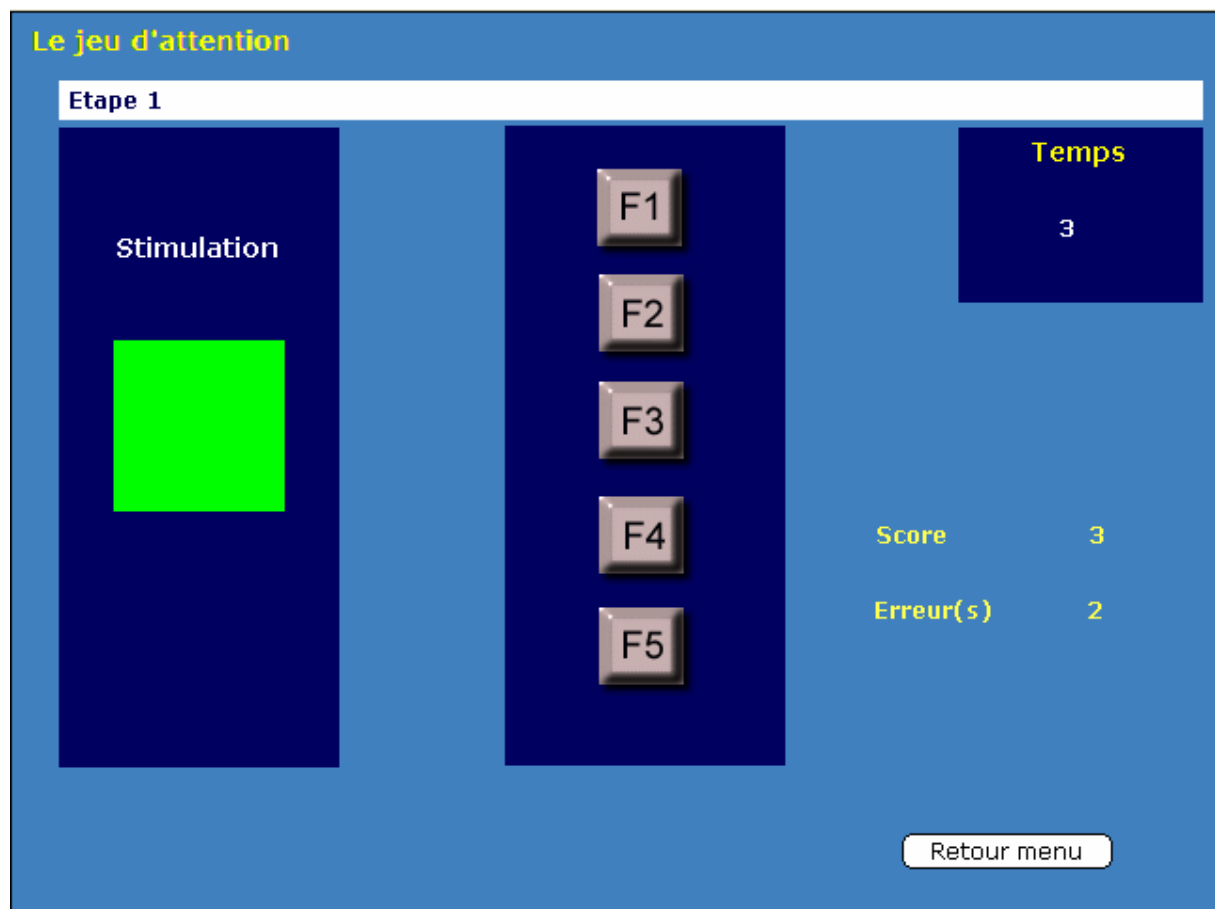 Le jeu d'attention
Etape 1
Stimulation
F1
F2
F3
F4
F5
Temps
3
Score 3
Erreur(s) 2
Retour menu